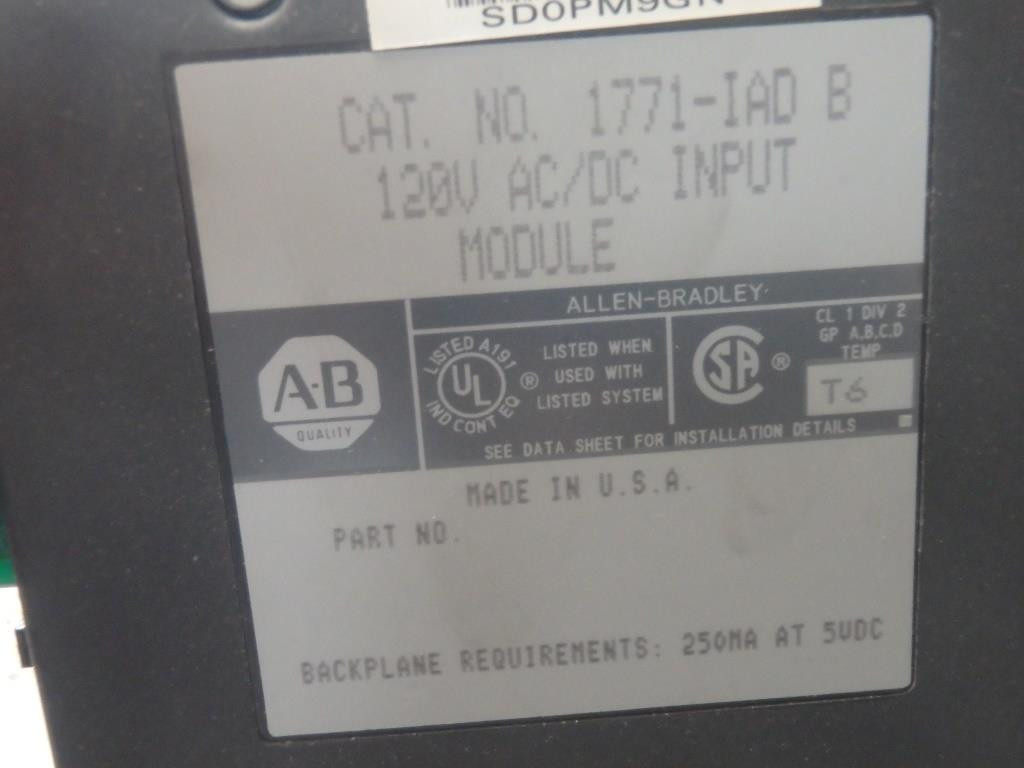 SD0PM9GN
CAT. NO. 1771-IAD B
120V AC/DC INPUT
MODULE
ALLEN-BRADLEY
A·B
QUALITY
LISTED A191
UL
IND CONT EQ
®
LISTED WHEN
USED WITH
LISTED SYSTEM
SA
®
CL 1 DIV 2
GP A,B,C,D
TEMP
T6
SEE DATA SHEET FOR INSTALLATION DETAILS
MADE IN U.S.A.
PART NO.
BACKPLANE REQUIREMENTS: 250MA AT 5VDC